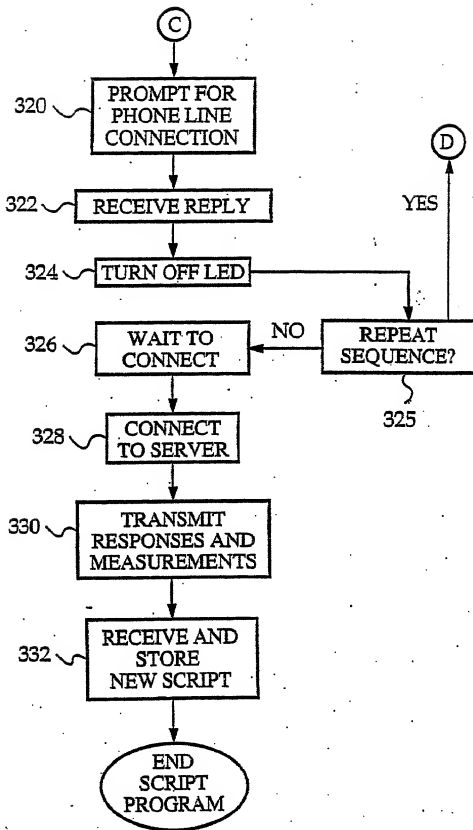 C
320
PROMPT FOR
PHONE LINE
CONNECTION
D
322
RECEIVE REPLY
YES
324
TURN OFF LED
326
WAIT TO
CONNECT
NO
REPEAT
SEQUENCE?
325
328
CONNECT
TO SERVER
330
TRANSMIT
RESPONSES AND
MEASUREMENTS
332
RECEIVE AND
STORE
NEW SCRIPT
END
SCRIPT
PROGRAM